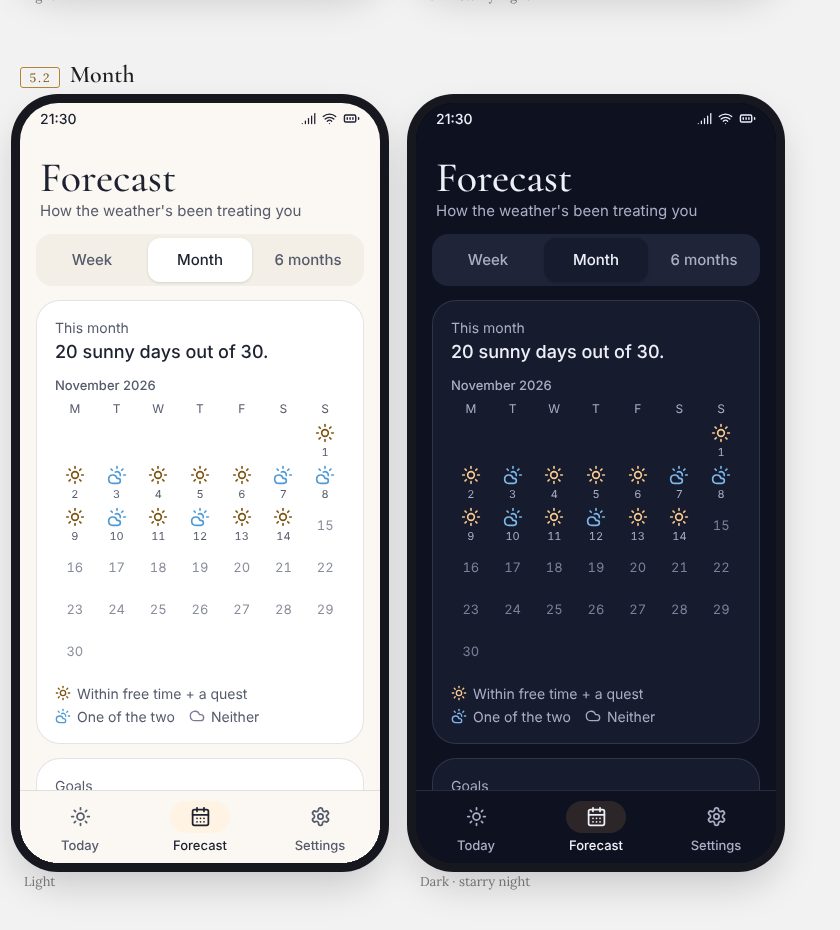 5.2 Month
21:30
Forecast
How the weather's been treating you
Week Month 6 months
This month
20 sunny days out of 30.
November 2026
M T W T F S S
1
2 3 4 5 6 7 8
9 10 11 12 13 14 15
16 17 18 19 20 21 22
23 24 25 26 27 28 29
30
Within free time + a quest
One of the two Neither
Goals
Today Forecast Settings
Light
21:30
Forecast
How the weather's been treating you
Week Month 6 months
This month
20 sunny days out of 30.
November 2026
M T W T F S S
1
2 3 4 5 6 7 8
9 10 11 12 13 14 15
16 17 18 19 20 21 22
23 24 25 26 27 28 29
30
Within free time + a quest
One of the two Neither
Goals
Today Forecast Settings
Dark · starry night